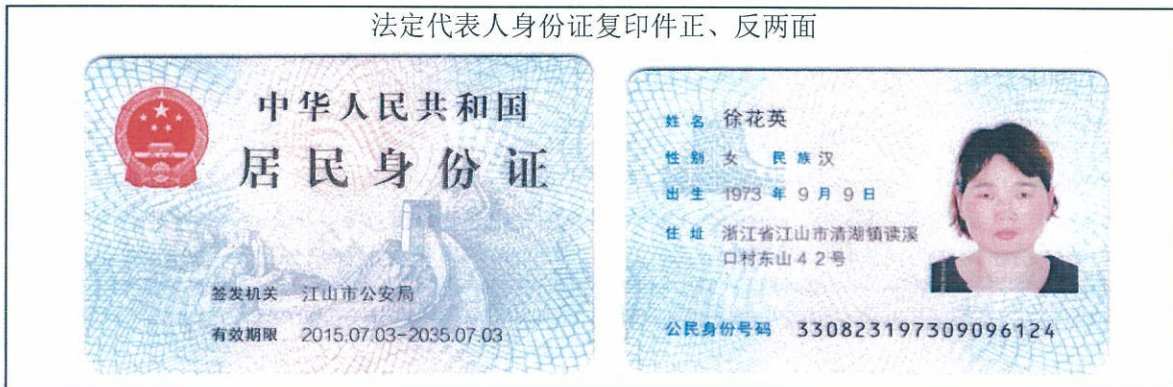 法定代表人身份证复印件正、反两面
中华人民共和国
居民身份证
签发机关 江山市公安局
有效期限 2015.07.03-2035.07.03
姓名 徐花英
性别 女 民族 汉
出生 1973 年 9 月 9 日
住址 浙江省江山市清湖镇读溪
口村东山42号
公民身份号码 330823197309096124